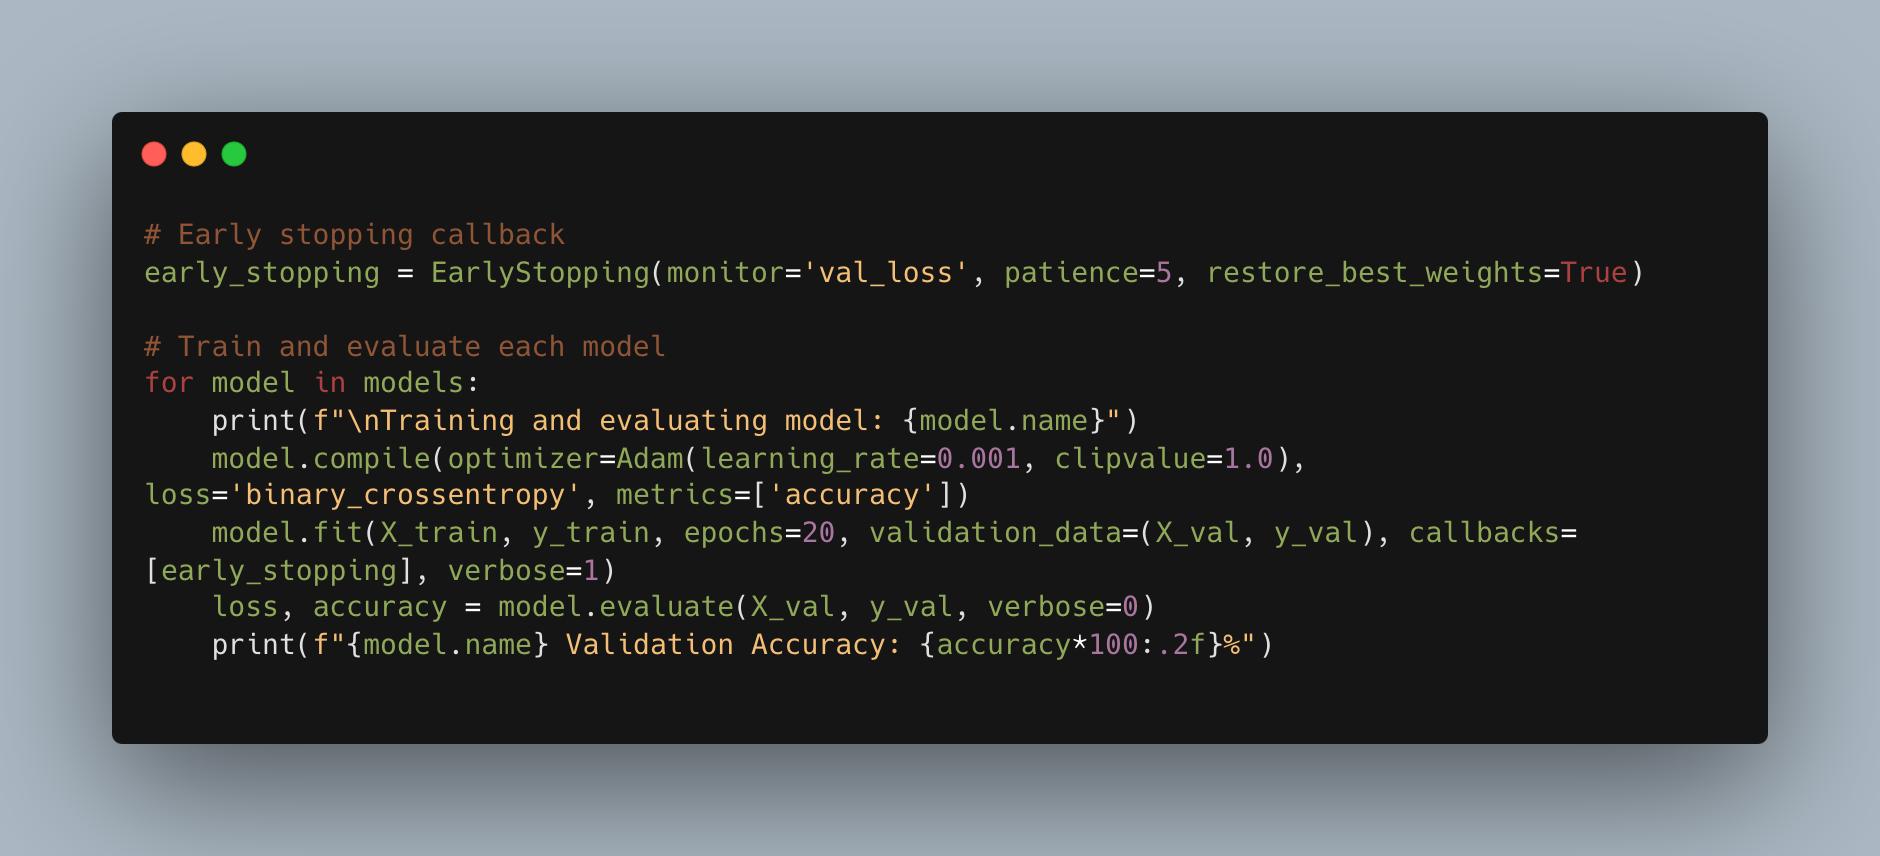 # Early stopping callback
early_stopping = EarlyStopping(monitor='val_loss', patience=5, restore_best_weights=True)

# Train and evaluate each model
for model in models:
    print(f"\nTraining and evaluating model: {model.name}")
    model.compile(optimizer=Adam(learning_rate=0.001, clipvalue=1.0),
loss='binary_crossentropy', metrics=['accuracy'])
    model.fit(X_train, y_train, epochs=20, validation_data=(X_val, y_val), callbacks=
[early_stopping], verbose=1)
    loss, accuracy = model.evaluate(X_val, y_val, verbose=0)
    print(f"{model.name} Validation Accuracy: {accuracy*100:.2f}%")